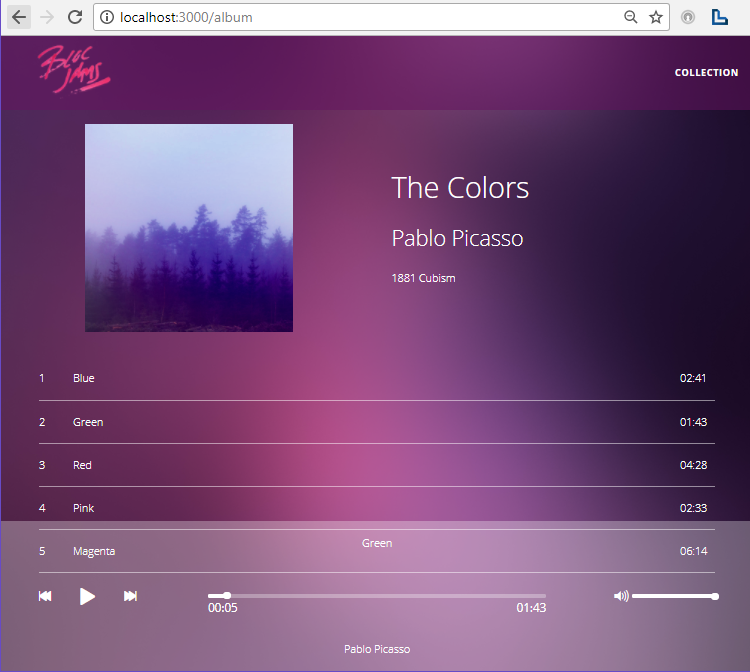 localhost:3000/album
BLOC
JAMS
COLLECTION
The Colors
Pablo Picasso
1881 Cubism
1 Blue 02:41
2 Green 01:43
3 Red 04:28
4 Pink 02:33
Green
5 Magenta 06:14
00:05 01:43
Pablo Picasso